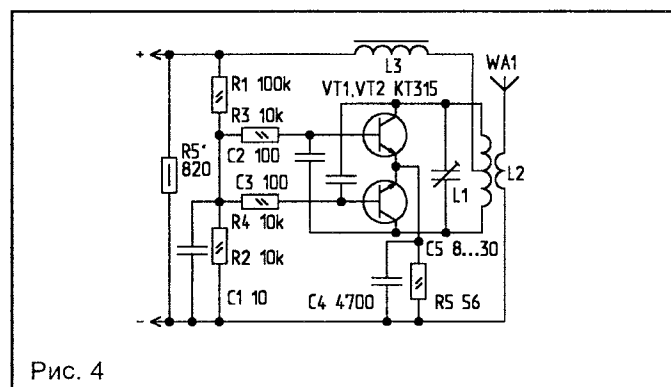 +
L3
WA1
R1 100k
VT1,VT2 КТ315
R3 10k
R5*
820
C2 100
L2
C3 100
L1
R4 10k
R2 10k
C5 8...30
C1 10
C4 4700
R5 56
-
Рис. 4